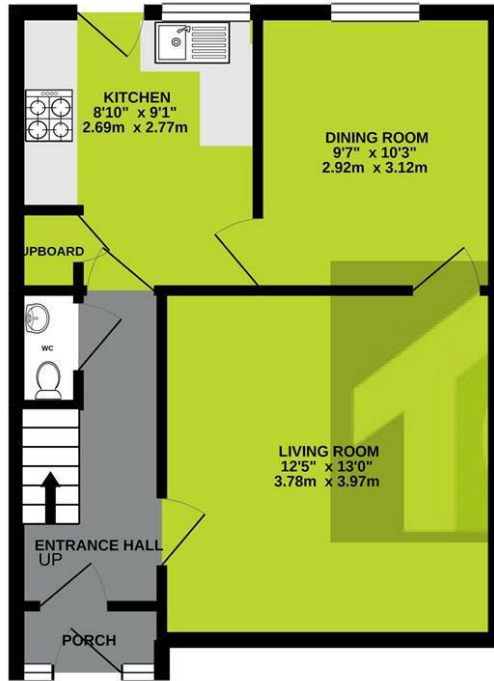 KITCHEN
8'10" x 9'1"
2.69m x 2.77m
DINING ROOM
9'7" x 10'3"
2.92m x 3.12m
UPBOARD
WC
LIVING ROOM
12'5" x 13'0"
3.78m x 3.97m
ENTRANCE HALL
UP
PORCH